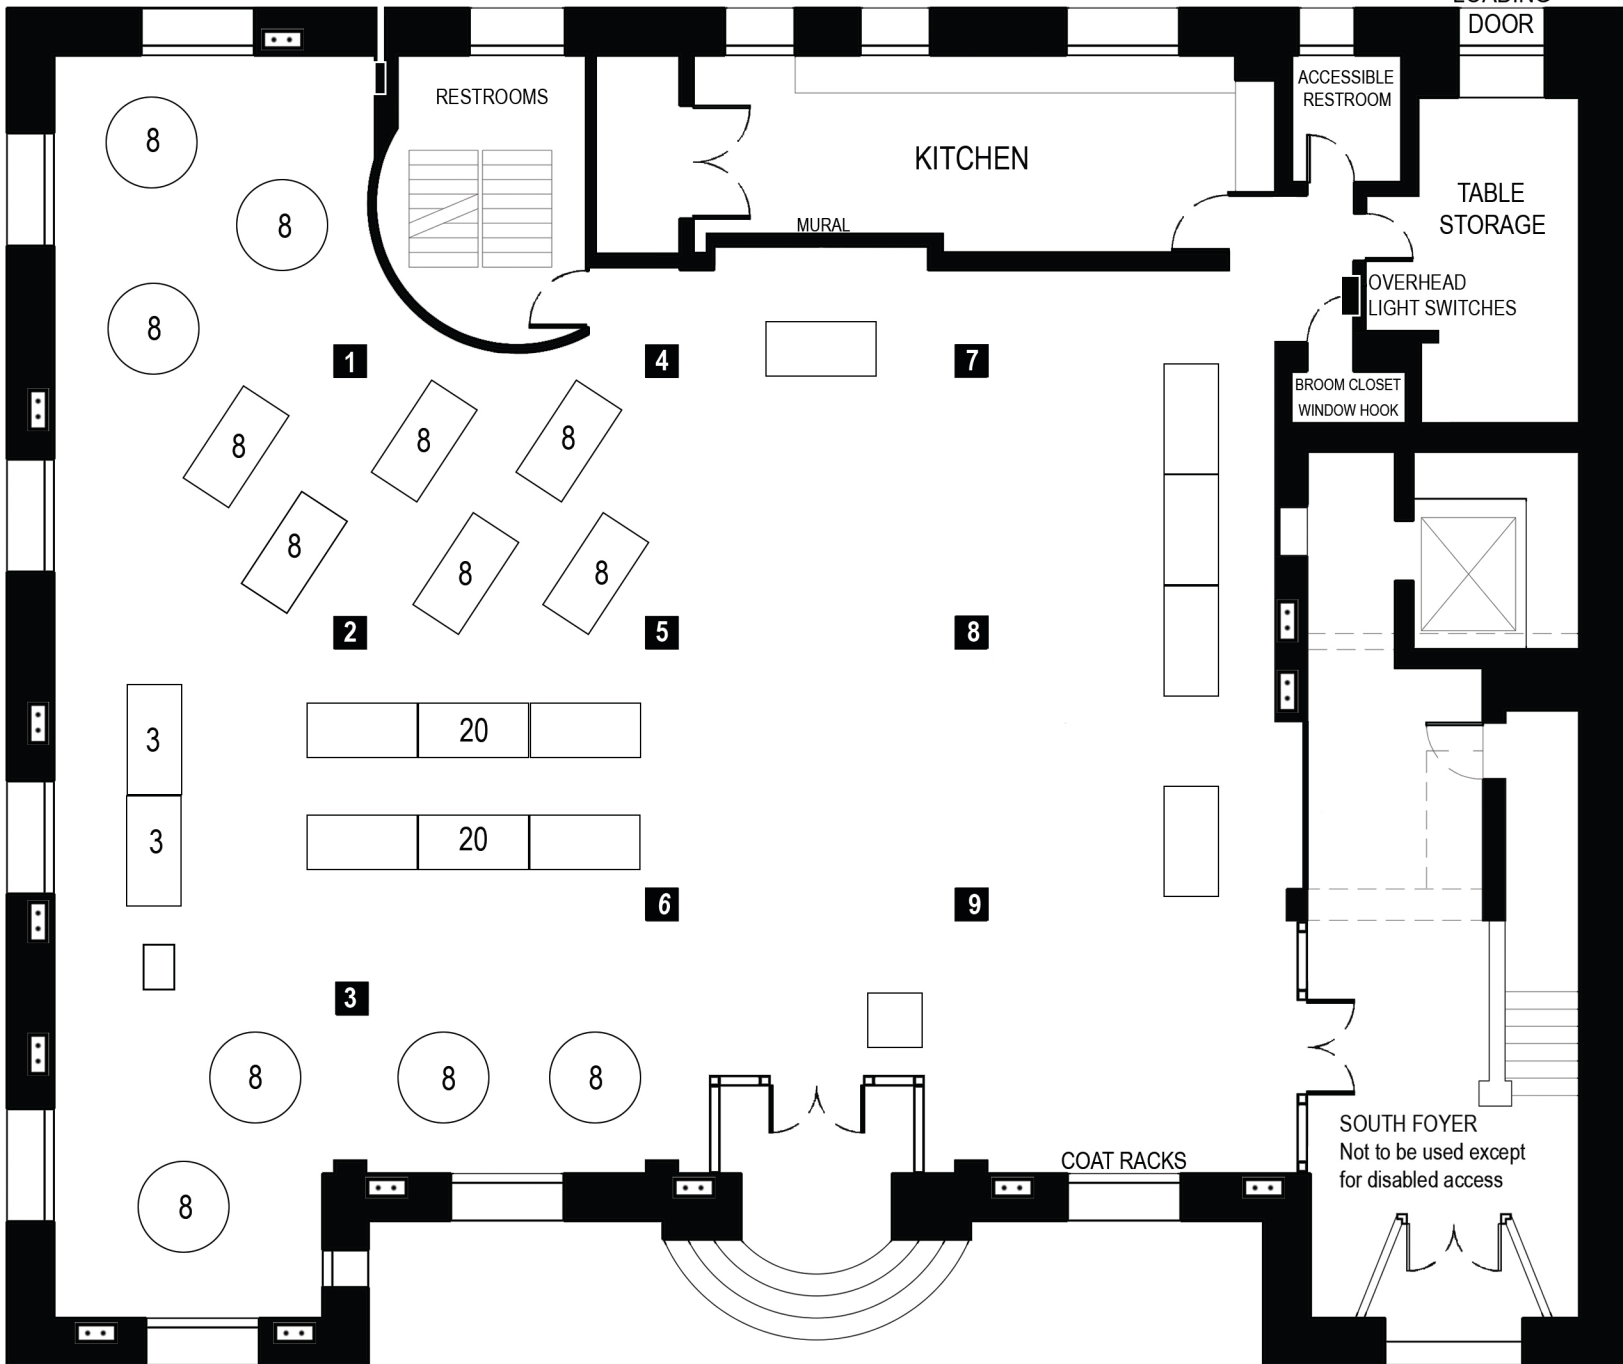 DOOR
RESTROOMS
ACCESSIBLE
RESTROOM
8
KITCHEN
TABLE
STORAGE
8
MURAL
OVERHEAD
LIGHT SWITCHES
8
1
4
7
BROOM CLOSET
WINDOW HOOK
8
8
8
8
8
8
2
5
8
3
20
3
20
6
9
3
8
8
8
SOUTH FOYER
Not to be used except
for disabled access
COAT RACKS
8